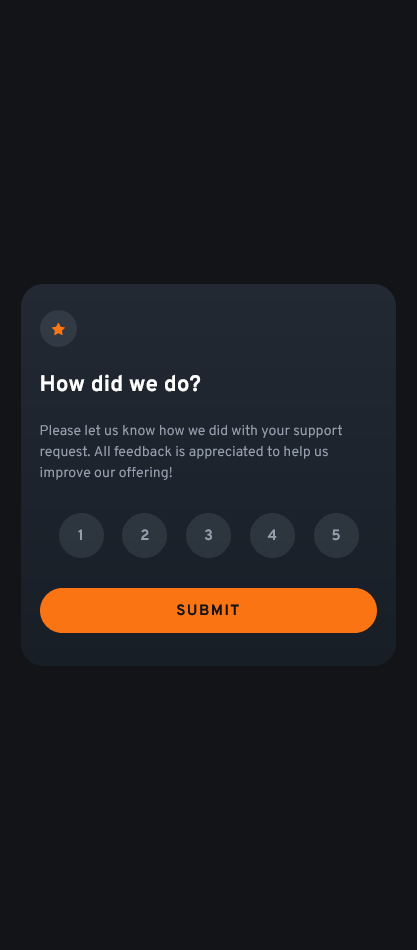 How did we do?
Please let us know how we did with your support
request. All feedback is appreciated to help us
improve our offering!
1 2 3 4 5
SUBMIT